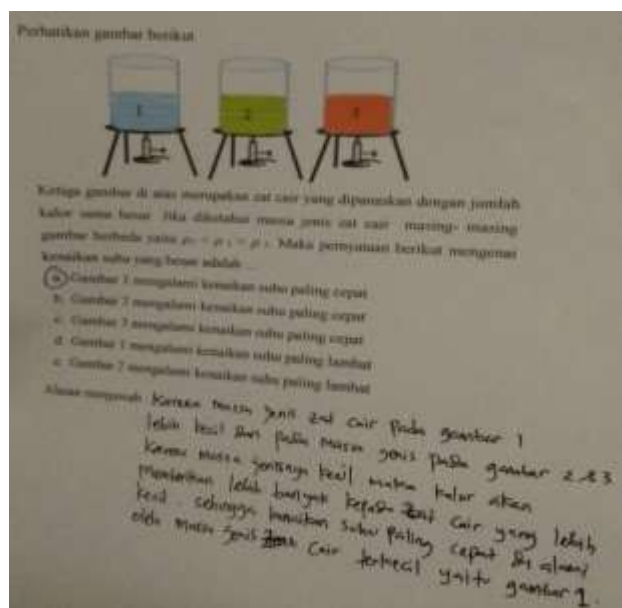 Perhatikan gambar berikut
1 2 3
Ketiga gambar di atas merupakan zat cair yang dipanaskan dengan jumlah
kalor sama besar. Jika diketahui massa jenis zat cair masing- masing
gambar berbeda yaitu Maka pernyataan berikut mengenai
kenaikan suhu yang benar adalah ...
a. Gambar 1 mengalami kenaikan suhu paling cepat
b. Gambar mengalami kenaikan suhu paling cepat
c. Gambar mengalami kenaikan suhu paling cepat
d. Gambar 1 mengalami kenaikan suhu paling lambat
e. Gambar 2 mengalami kenaikan suhu paling lambat
Alasan menjawab Karena massa jenis zat cair pada gambar 1
lebih kecil dari pada massa jenis pada gambar 2 & 3
karena massa jenisnya kecil maka kalor akan
memberikan lebih banyak kepada zat cair yang lebih
kecil. sehingga kenaikan suhu paling cepat di alami
oleh massa jenis zat cair terkecil yaitu gambar 1.